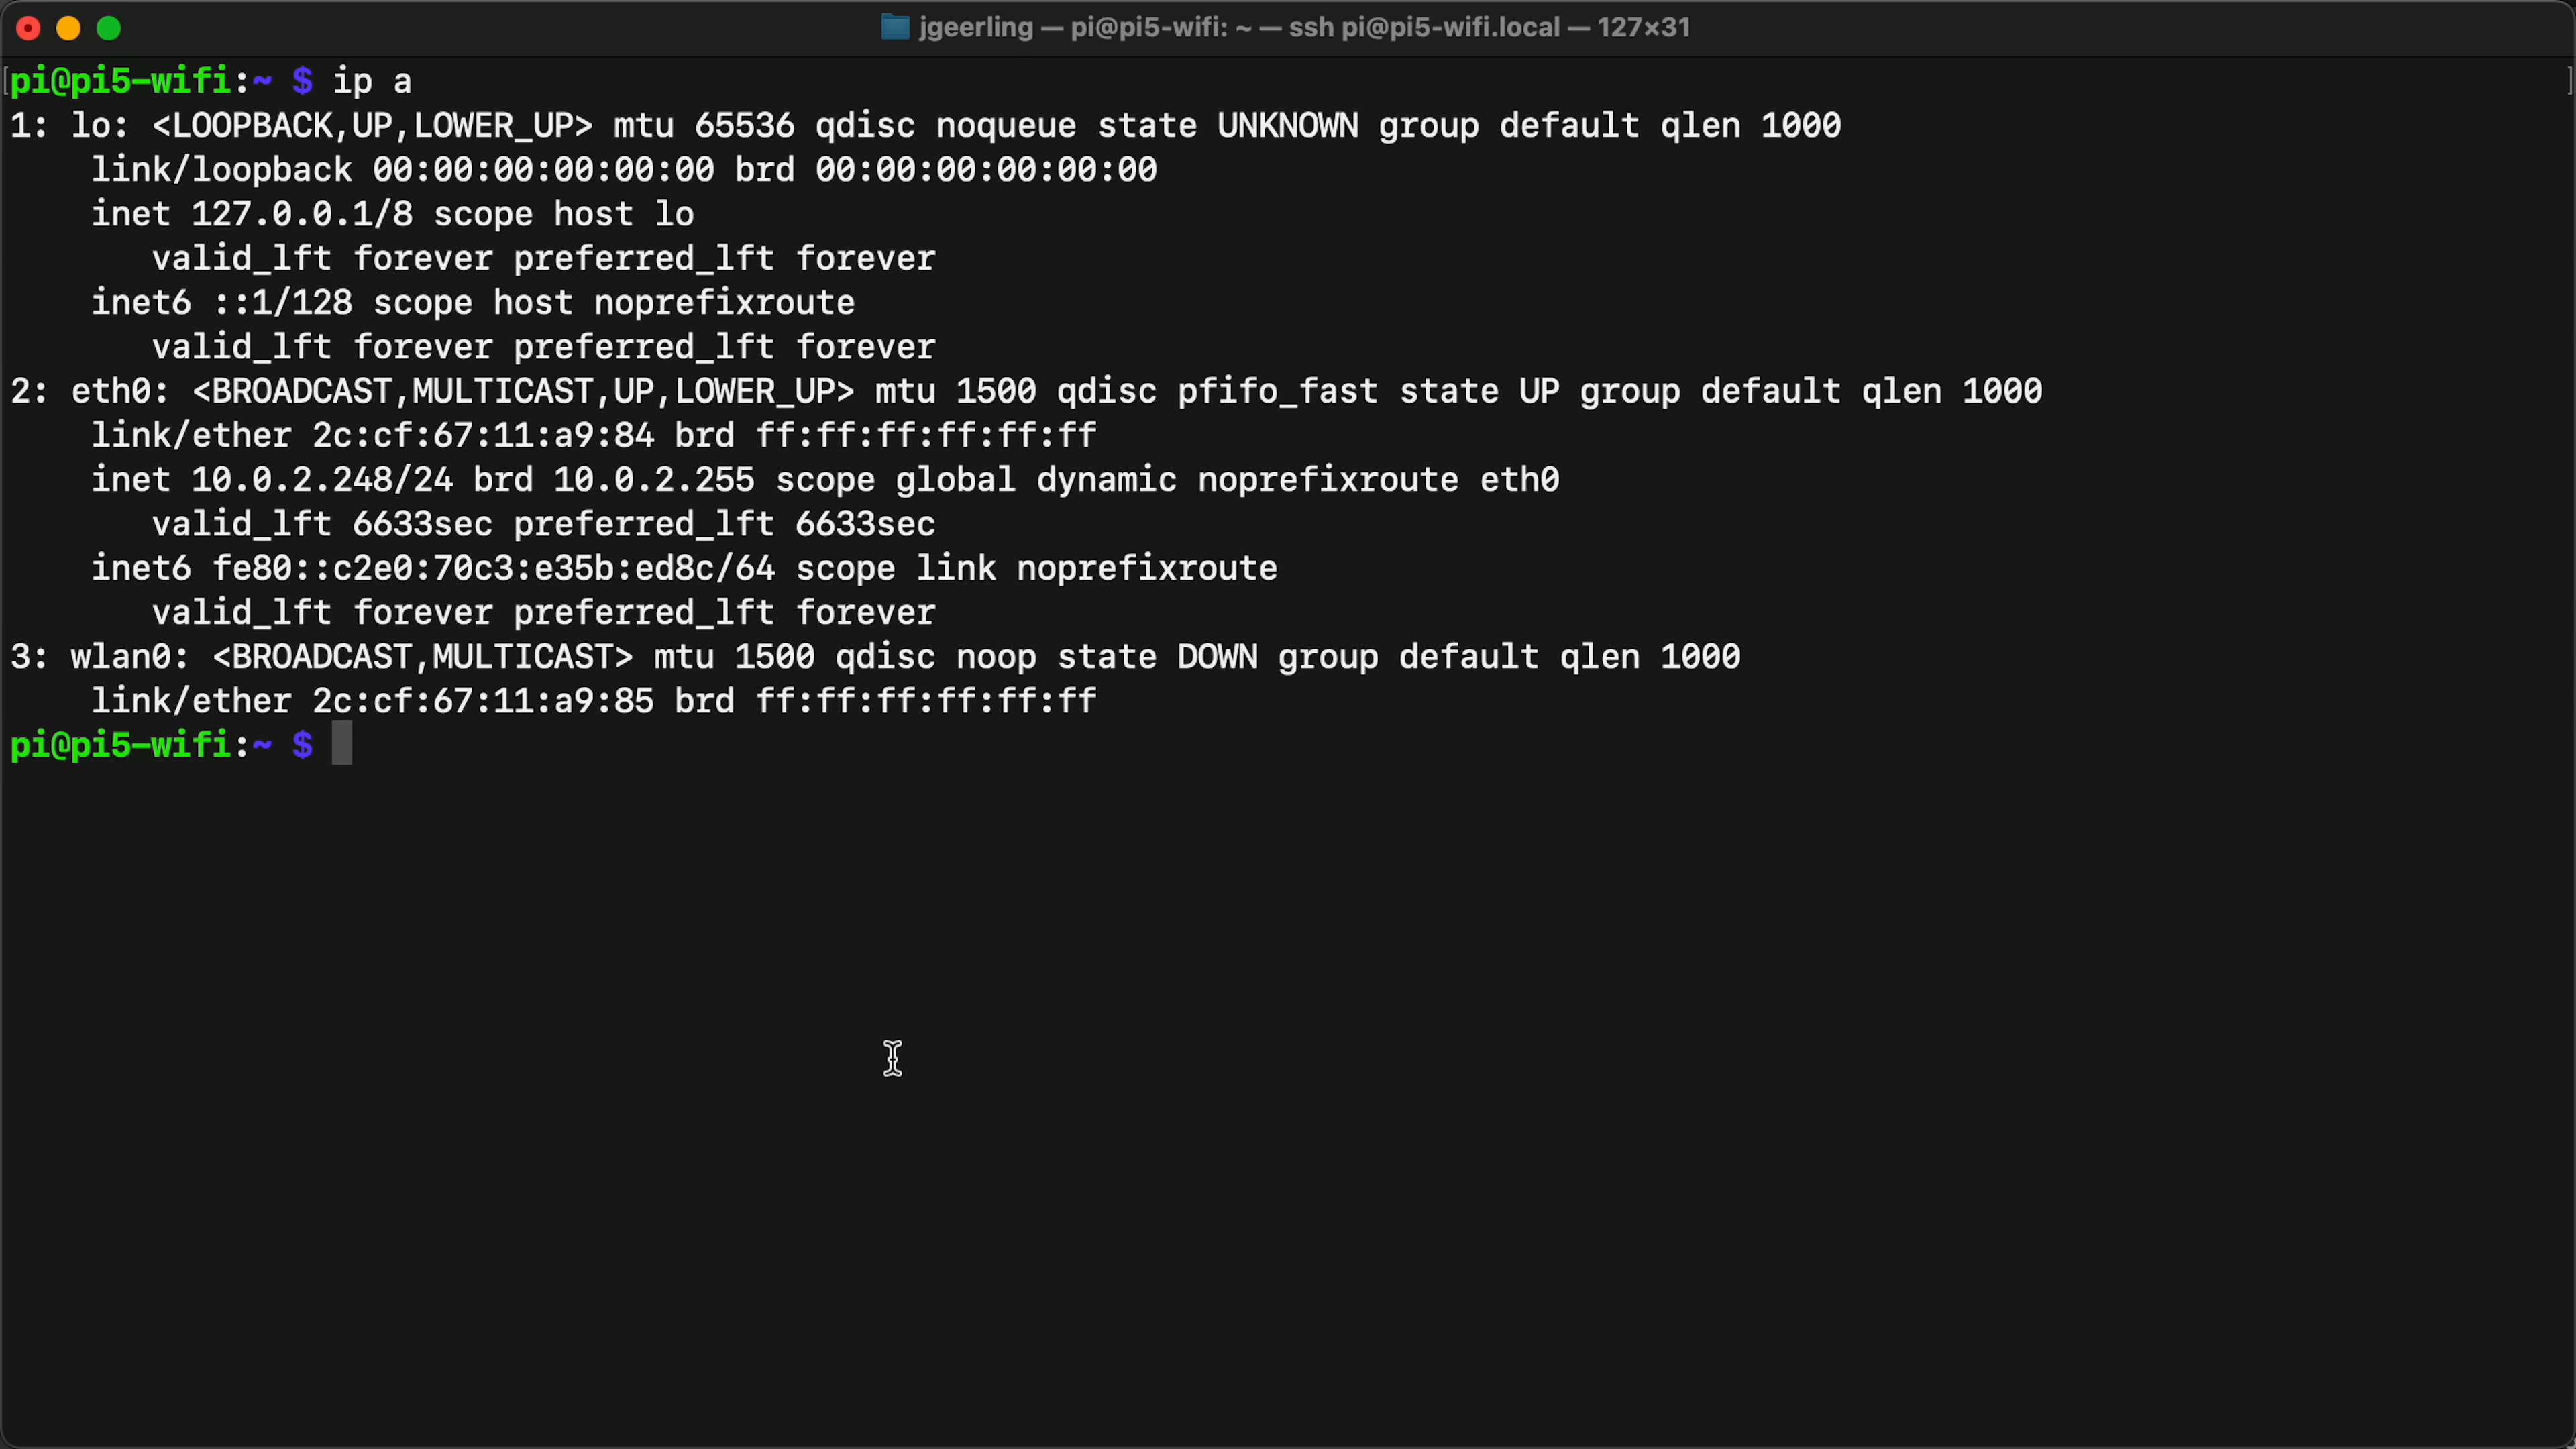 jgeerling — pi@pi5-wifi: ~ — ssh pi@pi5-wifi.local — 127×31
[pi@pi5-wifi:~ $ ip a ]
1: lo: <LOOPBACK,UP,LOWER_UP> mtu 65536 qdisc noqueue state UNKNOWN group default qlen 1000
    link/loopback 00:00:00:00:00:00 brd 00:00:00:00:00:00
    inet 127.0.0.1/8 scope host lo
       valid_lft forever preferred_lft forever
    inet6 ::1/128 scope host noprefixroute
       valid_lft forever preferred_lft forever
2: eth0: <BROADCAST,MULTICAST,UP,LOWER_UP> mtu 1500 qdisc pfifo_fast state UP group default qlen 1000
    link/ether 2c:cf:67:11:a9:84 brd ff:ff:ff:ff:ff:ff
    inet 10.0.2.248/24 brd 10.0.2.255 scope global dynamic noprefixroute eth0
       valid_lft 6633sec preferred_lft 6633sec
    inet6 fe80::c2e0:70c3:e35b:ed8c/64 scope link noprefixroute
       valid_lft forever preferred_lft forever
3: wlan0: <BROADCAST,MULTICAST> mtu 1500 qdisc noop state DOWN group default qlen 1000
    link/ether 2c:cf:67:11:a9:85 brd ff:ff:ff:ff:ff:ff
pi@pi5-wifi:~ $